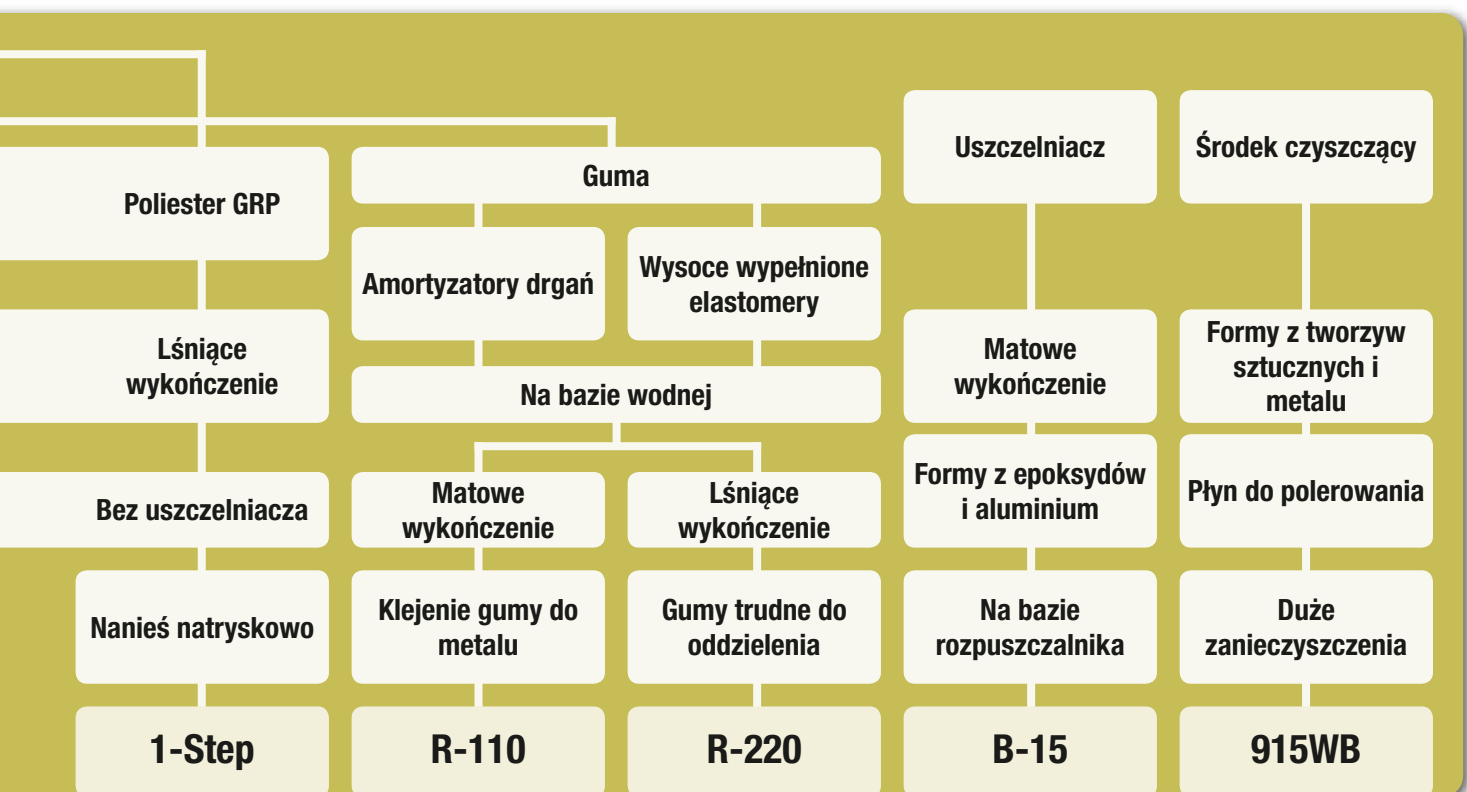 Poliester GRP
Lśniące
wykończenie
Bez uszczelniacza
Nanieś natryskowo
1-Step
Guma
Amortyzatory drgań
Wysoce wypełnione
elastomery
Na bazie wodnej
Matowe
wykończenie
Lśniące
wykończenie
Klejenie gumy do
metalu
Gumy trudne do
oddzielenia
R-110
R-220
Uszczelniacz
Matowe
wykończenie
Formy z epoksydów
i aluminium
Na bazie
rozpuszczalnika
B-15
Środek czyszczący
Formy z tworzyw
sztucznych i
metalu
Płyn do polerowania
Duże
zanieczyszczenia
915WB